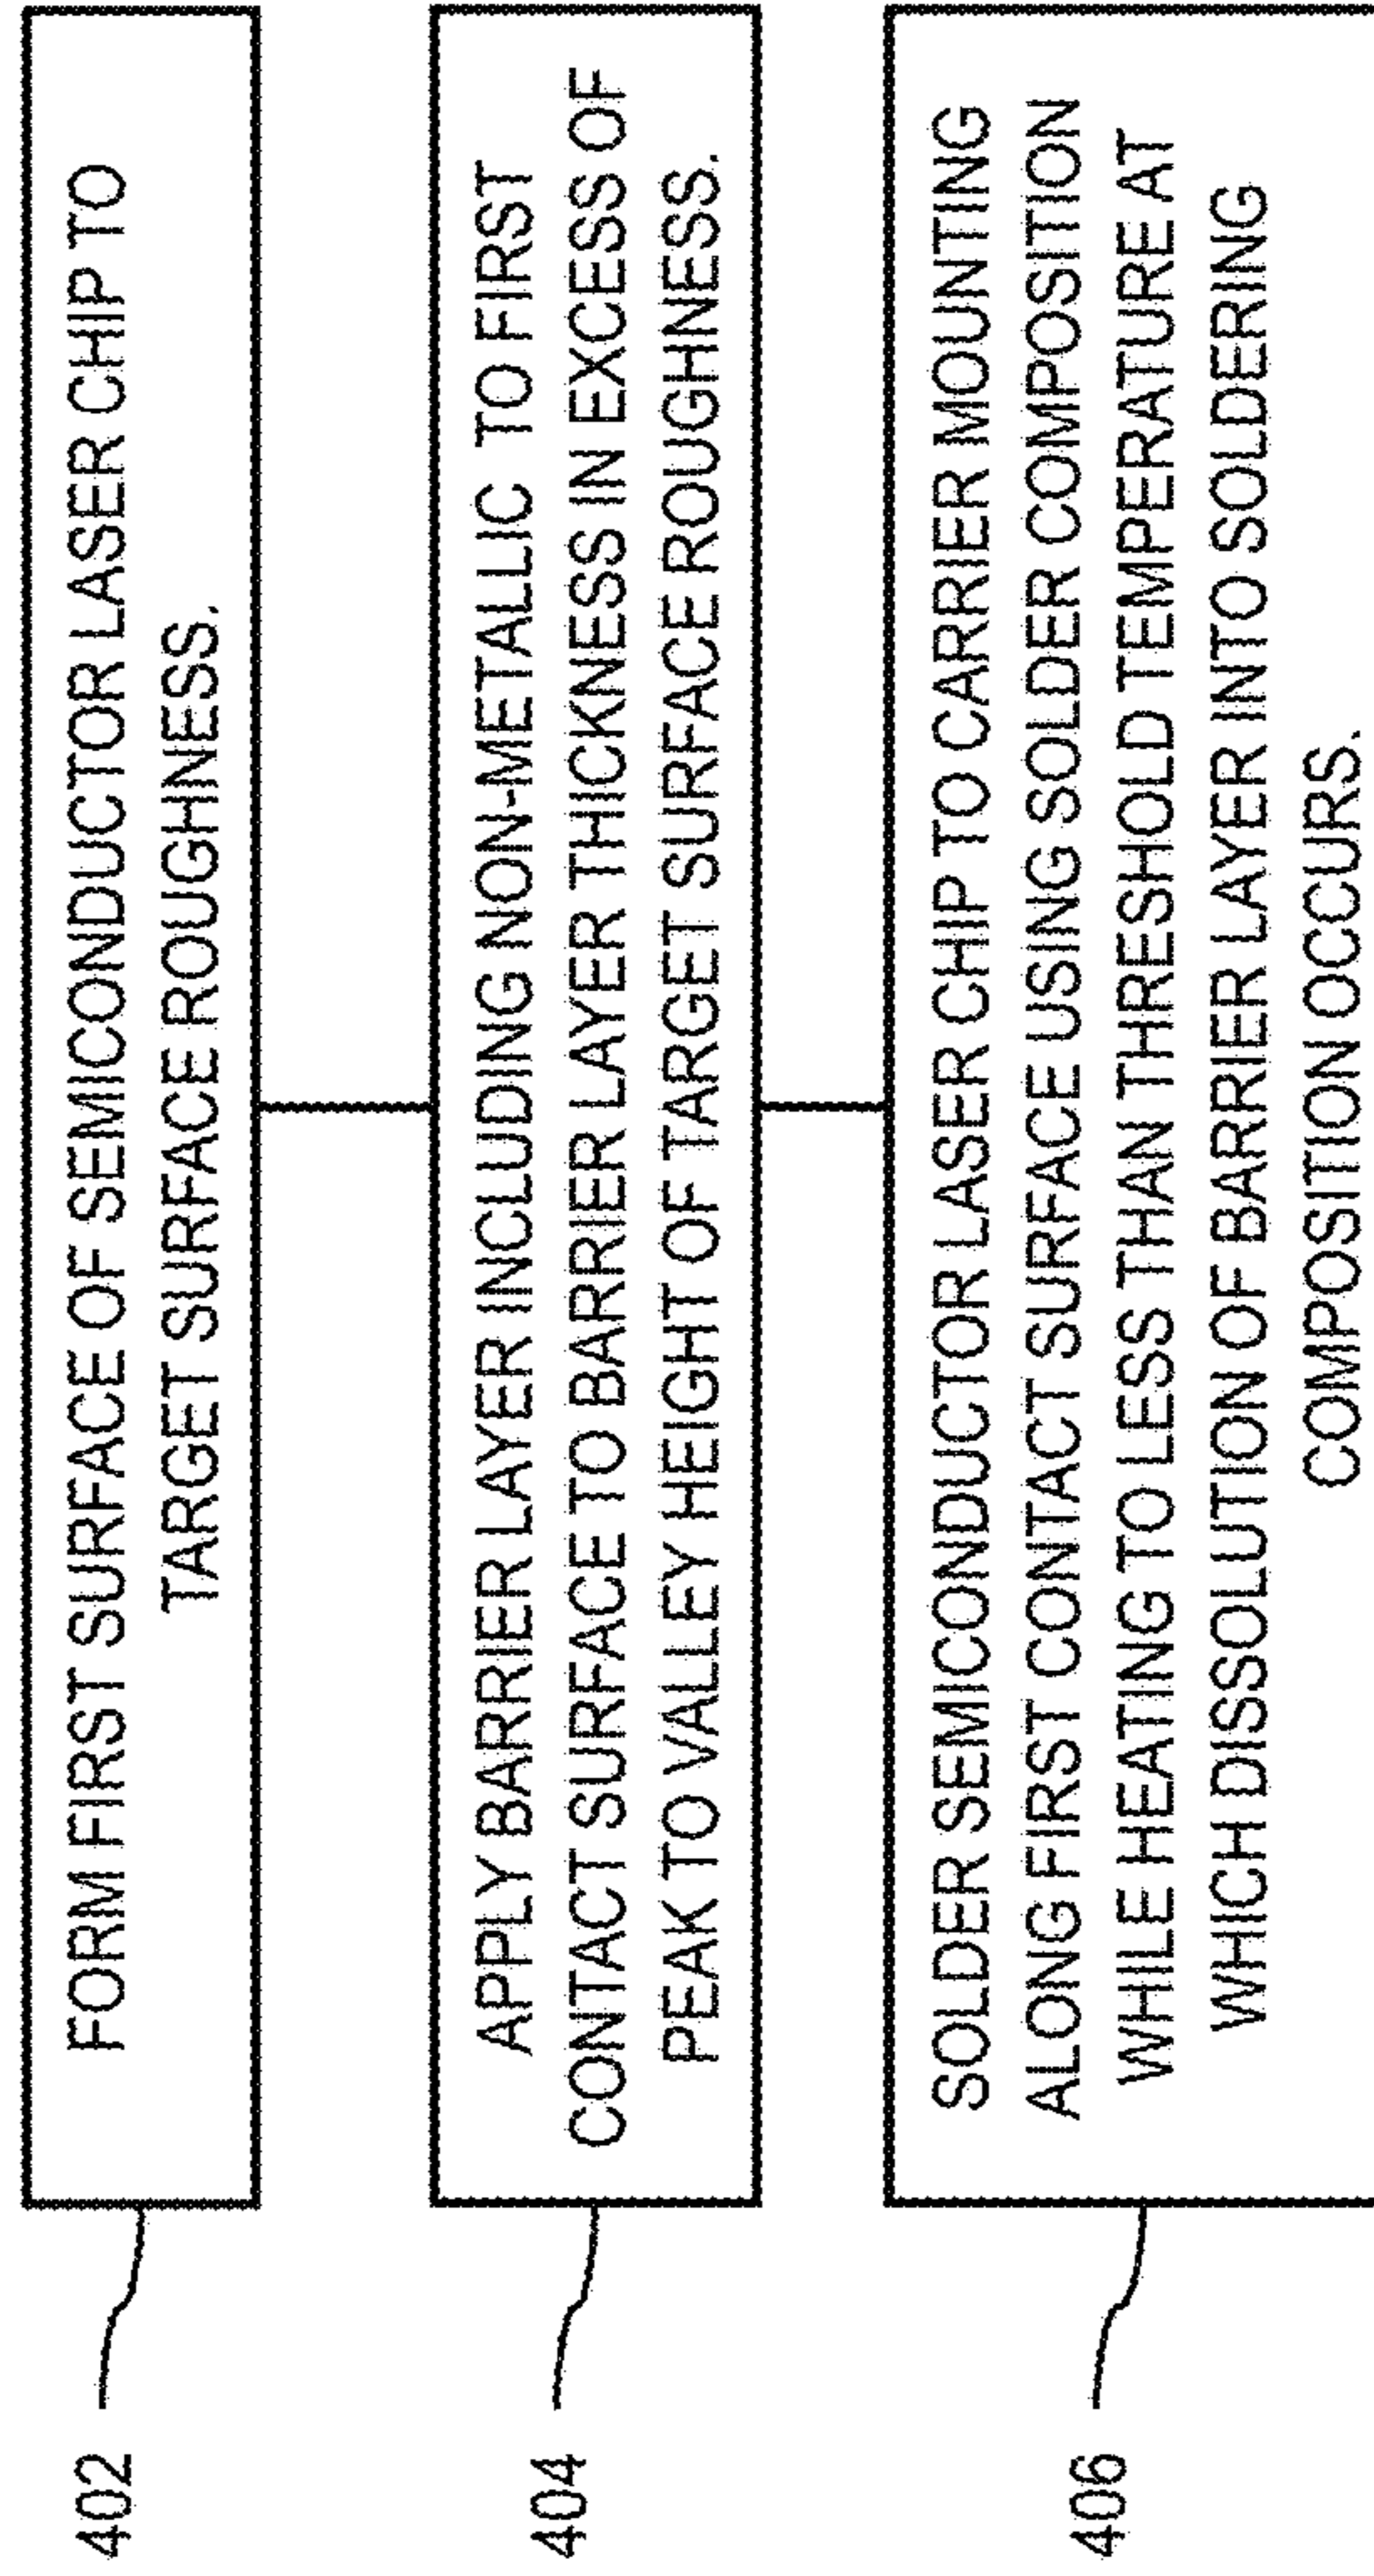 402
FORM FIRST SURFACE OF SEMICONDUCTOR LASER CHIP TO
TARGET SURFACE ROUGHNESS.
404
APPLY BARRIER LAYER INCLUDING NON-METALLIC TO FIRST
CONTACT SURFACE TO BARRIER LAYER THICKNESS IN EXCESS OF
PEAK TO VALLEY HEIGHT OF TARGET SURFACE ROUGHNESS.
406
SOLDER SEMICONDUCTOR LASER CHIP TO CARRIER MOUNTING
ALONG FIRST CONTACT SURFACE USING SOLDER COMPOSITION
WHILE HEATING TO LESS THAN THRESHOLD TEMPERATURE AT
WHICH DISSOLUTION OF BARRIER LAYER INTO SOLDERING
COMPOSITION OCCURS.